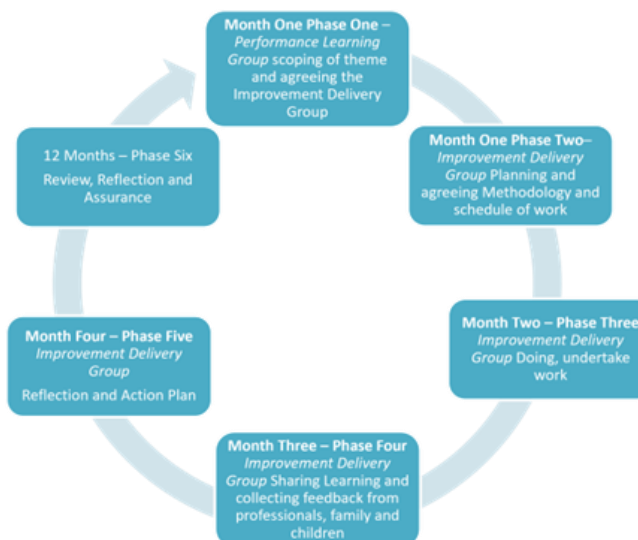 Month One Phase One –
Performance Learning
Group scoping of theme
and agreeing the
Improvement Delivery
Group
Month One Phase Two–
Improvement Delivery
Group Planning and
agreeing Methodology and
schedule of work
Month Two – Phase Three
Improvement Delivery
Group Doing, undertake
work
Month Three – Phase Four
Improvement Delivery
Group Sharing Learning and
collecting feedback from
professionals, family and
children
Month Four – Phase Five
Improvement Delivery
Group
Reflection and Action Plan
12 Months – Phase Six
Review, Reflection and
Assurance